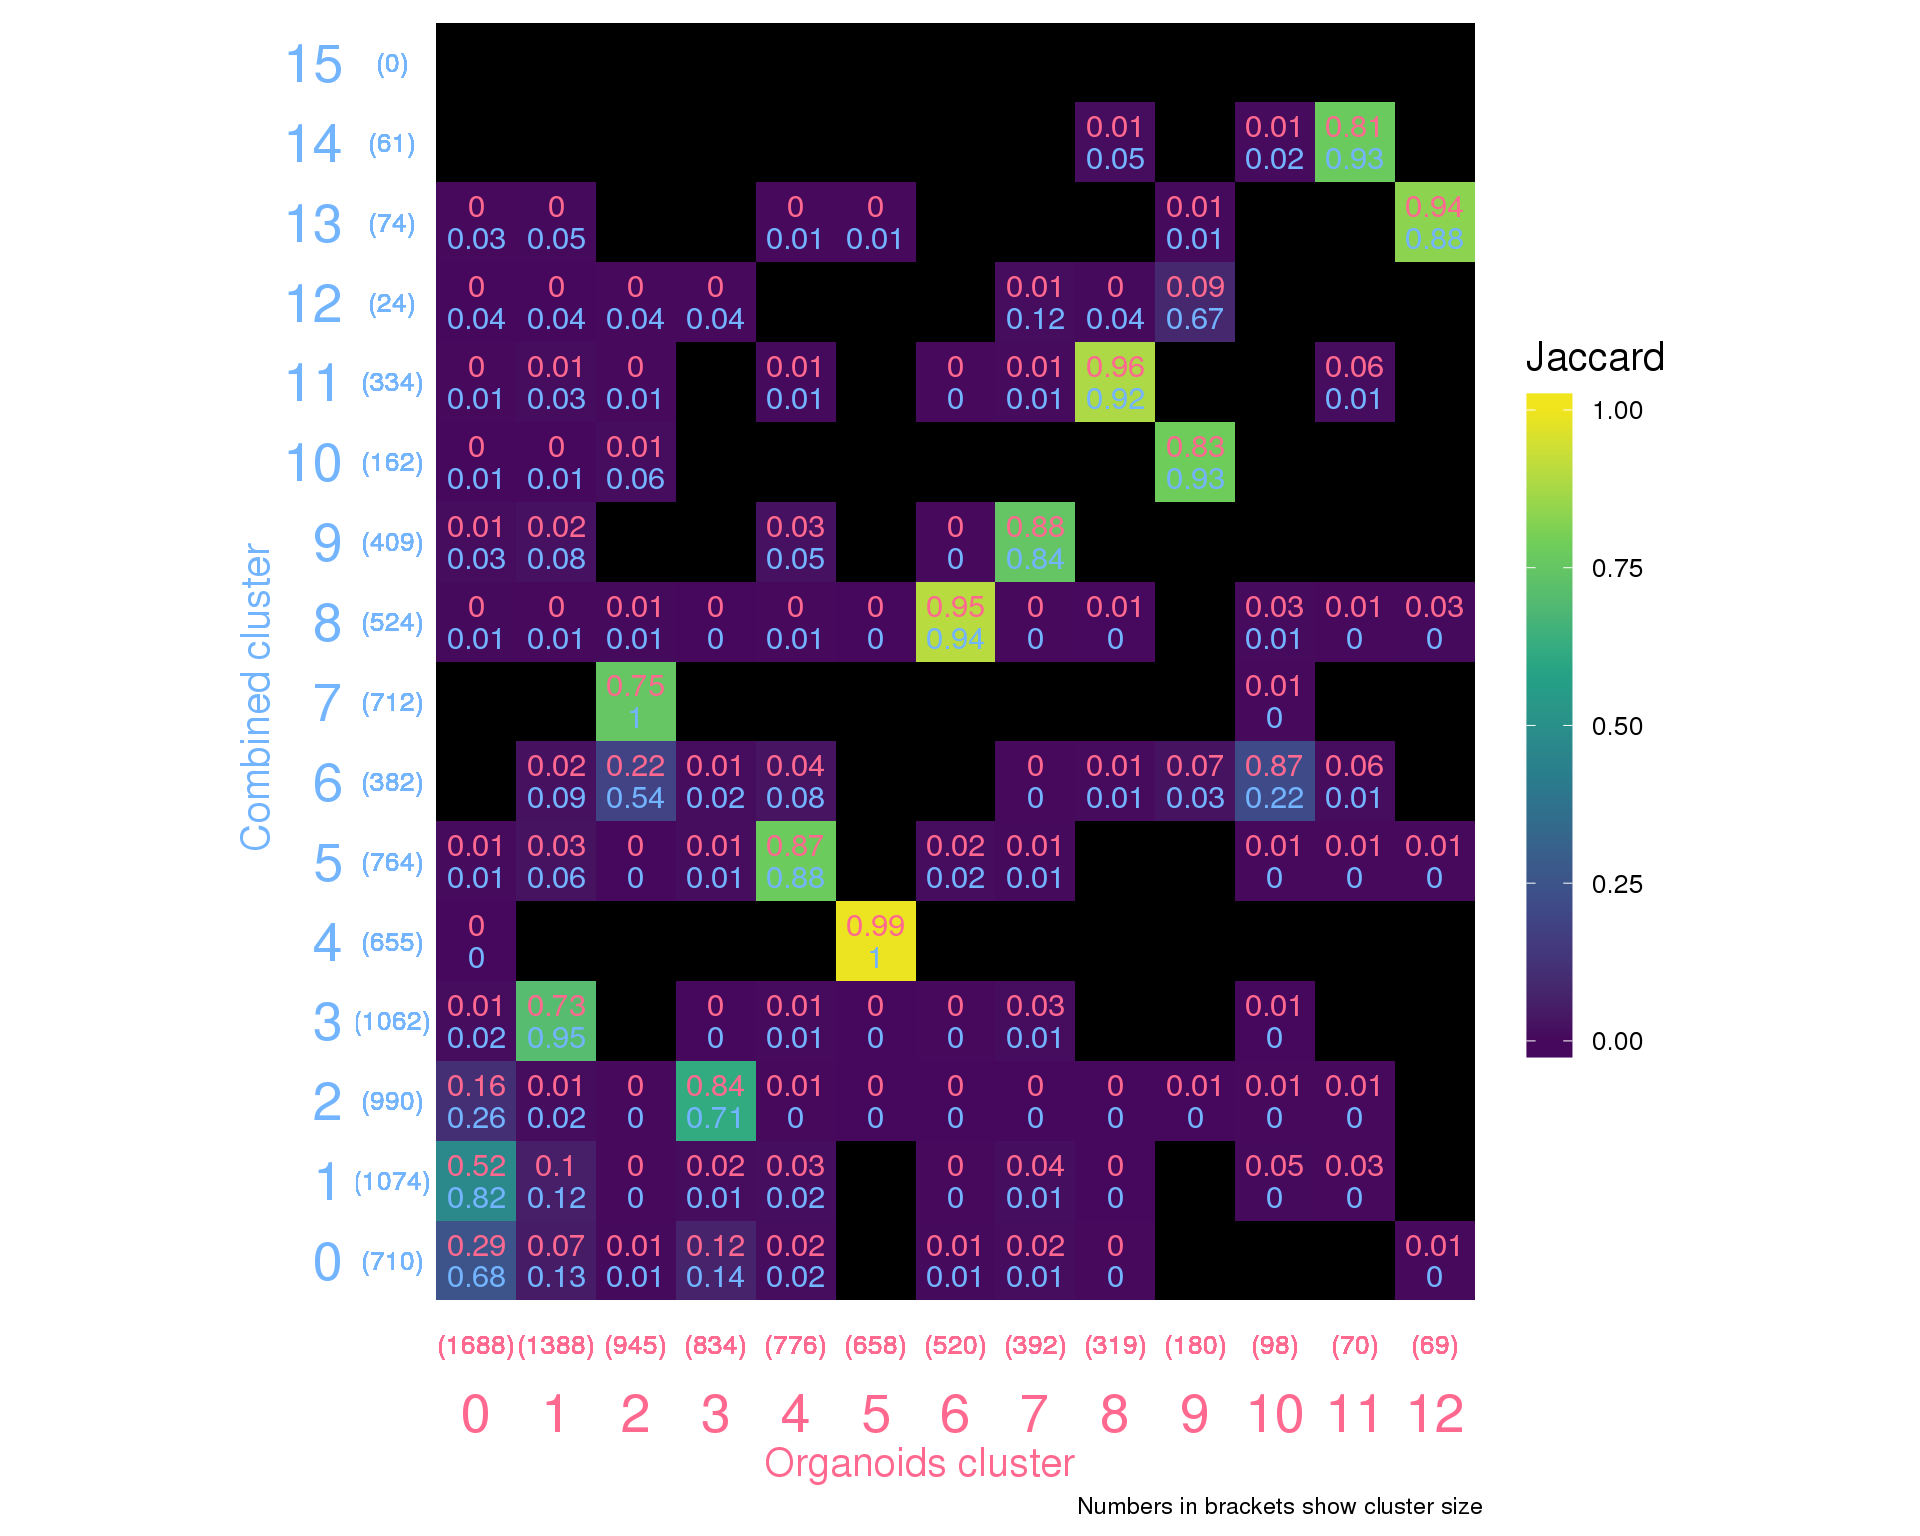 15 (0)
14 (61)
0.01 0.01 0.81
0.05 0.02 0.93
13 (74)
0 0 0 0 0.01 0.94
0.03 0.05 0.01 0.01 0.01 0.88
12 (24)
0 0 0 0 0.01 0 0.09
0.04 0.04 0.04 0.04 0.12 0.04 0.67
11 (334)
0 0.01 0 0.01 0 0.01 0.96 0.06
0.01 0.03 0.01 0.01 0 0.01 0.92 0.01
10 (162)
0 0 0.01 0.83
0.01 0.01 0.06 0.93
9 (409)
0.01 0.02 0.03 0 0.88
0.03 0.08 0.05 0 0.84
8 (524)
0 0 0.01 0 0 0 0.95 0 0.01 0.03 0.01 0.03
0.01 0.01 0.01 0 0.01 0 0.94 0 0 0.01 0 0
7 (712)
0.75 0.01
1 0
6 (382)
0.02 0.22 0.01 0.04 0 0.01 0.07 0.87 0.06
0.09 0.54 0.02 0.08 0 0.01 0.03 0.22 0.01
5 (764)
0.01 0.03 0 0.01 0.87 0.02 0.01 0.01 0.01 0.01
0.01 0.06 0 0.01 0.88 0.02 0.01 0 0 0
4 (655)
0 0.99
0 1
3 (1062)
0.01 0.73 0 0.01 0 0 0.03 0.01
0.02 0.95 0 0.01 0 0 0.01 0
2 (990)
0.16 0.01 0 0.84 0.01 0 0 0 0 0.01 0.01 0.01
0.26 0.02 0 0.71 0 0 0 0 0 0 0 0
1 (1074)
0.52 0.1 0 0.02 0.03 0 0.04 0 0.05 0.03
0.82 0.12 0 0.01 0.02 0 0.01 0 0 0
0 (710)
0.29 0.07 0.01 0.12 0.02 0.01 0.02 0 0.01
0.68 0.13 0.01 0.14 0.02 0.01 0.01 0 0
Combined cluster
(1688) (1388) (945) (834) (776) (658) (520) (392) (319) (180) (98) (70) (69)
0 1 2 3 4 5 6 7 8 9 10 11 12
Organoids cluster
Jaccard
1.00
0.75
0.50
0.25
0.00
Numbers in brackets show cluster size